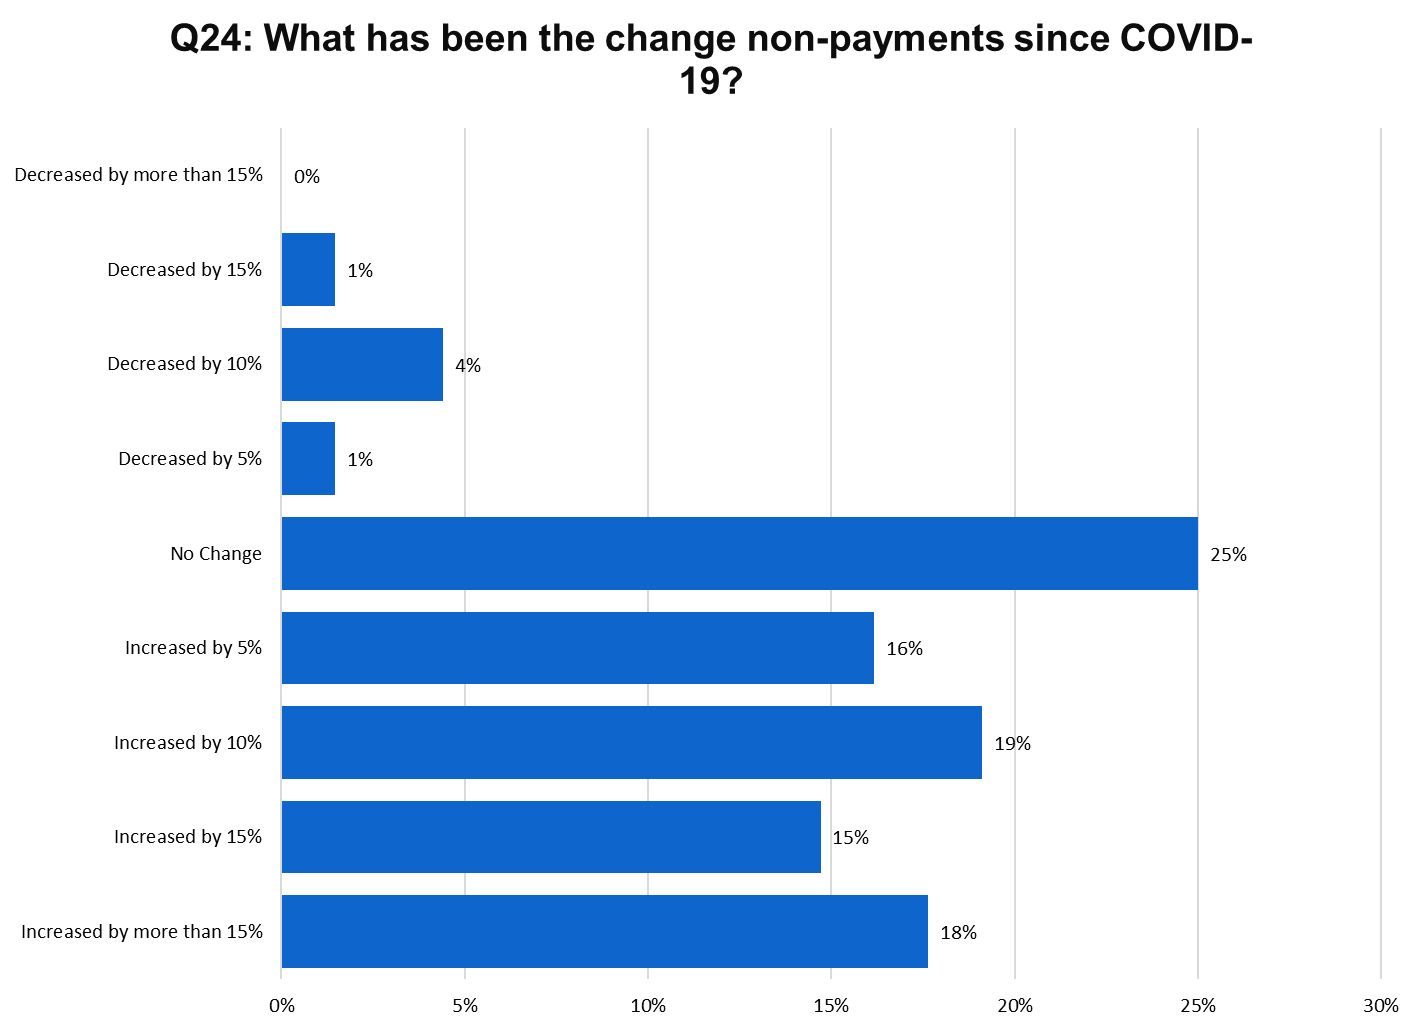 Q24: What has been the change non-payments since COVID-
19?
Decreased by more than 15%
0%
Decreased by 15%
1%
Decreased by 10%
4%
Decreased by 5%
1%
No Change
25%
Increased by 5%
16%
Increased by 10%
19%
Increased by 15%
15%
Increased by more than 15%
18%
0% 5% 10% 15% 20% 25% 30%